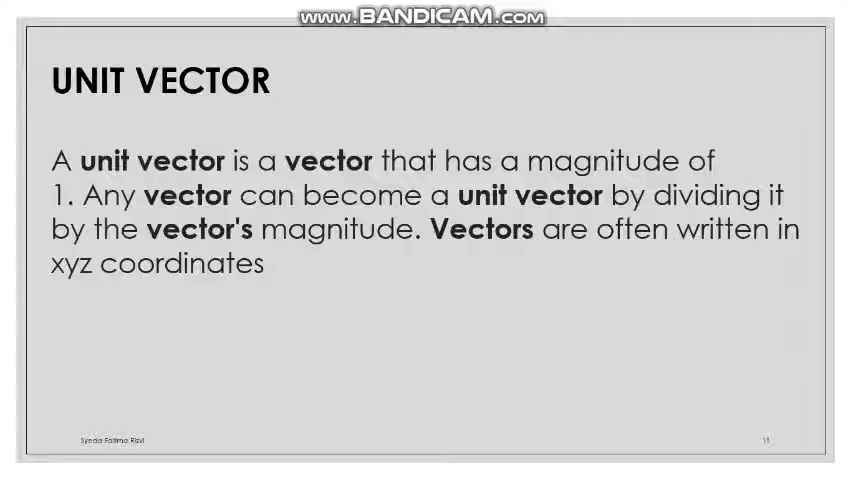 www.BANDICAM.com
UNIT VECTOR
A unit vector is a vector that has a magnitude of
1. Any vector can become a unit vector by dividing it
by the vector's magnitude. Vectors are often written in
xyz coordinates
Syeda Fatima Rizvi
11